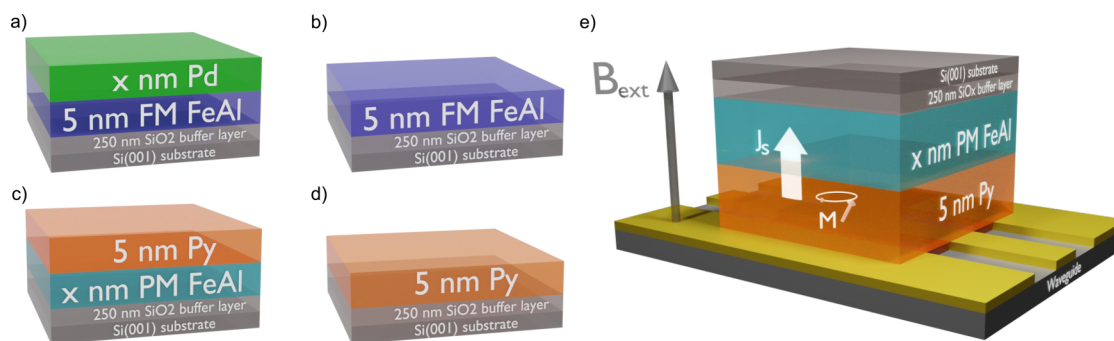 a)
x nm Pd
5 nm FM FeAl
250 nm SiO2 buffer layer
Si(001) substrate
b)
5 nm FM FeAl
250 nm SiO2 buffer layer
Si(001) substrate
c)
5 nm Py
x nm PM FeAl
250 nm SiO2 buffer layer
Si(001) substrate
d)
5 nm Py
250 nm SiO2 buffer layer
Si(001) substrate
e)
Bext
Si(001) substrate
250 nm SiOx buffer layer
x nm PM FeAl
Js
5 nm Py
M
Waveguide